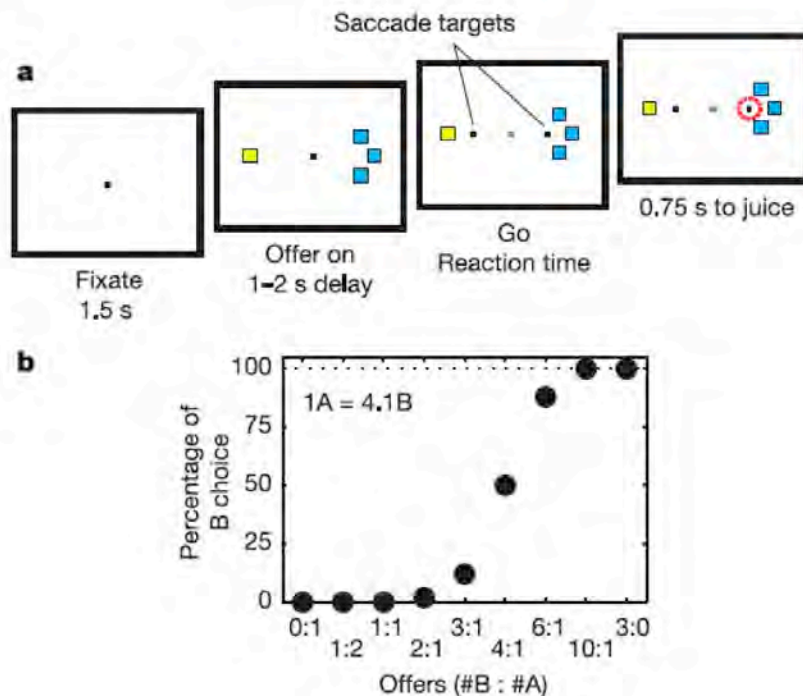 Saccade targets
a
Fixate
1.5 s
Offer on
1–2 s delay
Go
Reaction time
0.75 s to juice
b
Percentage of
B choice
100
75
50
25
0
1A = 4.1B
0:1 1:1 3:1 6:1 3:0
1:2 2:1 4:1 10:1
Offers (#B : #A)